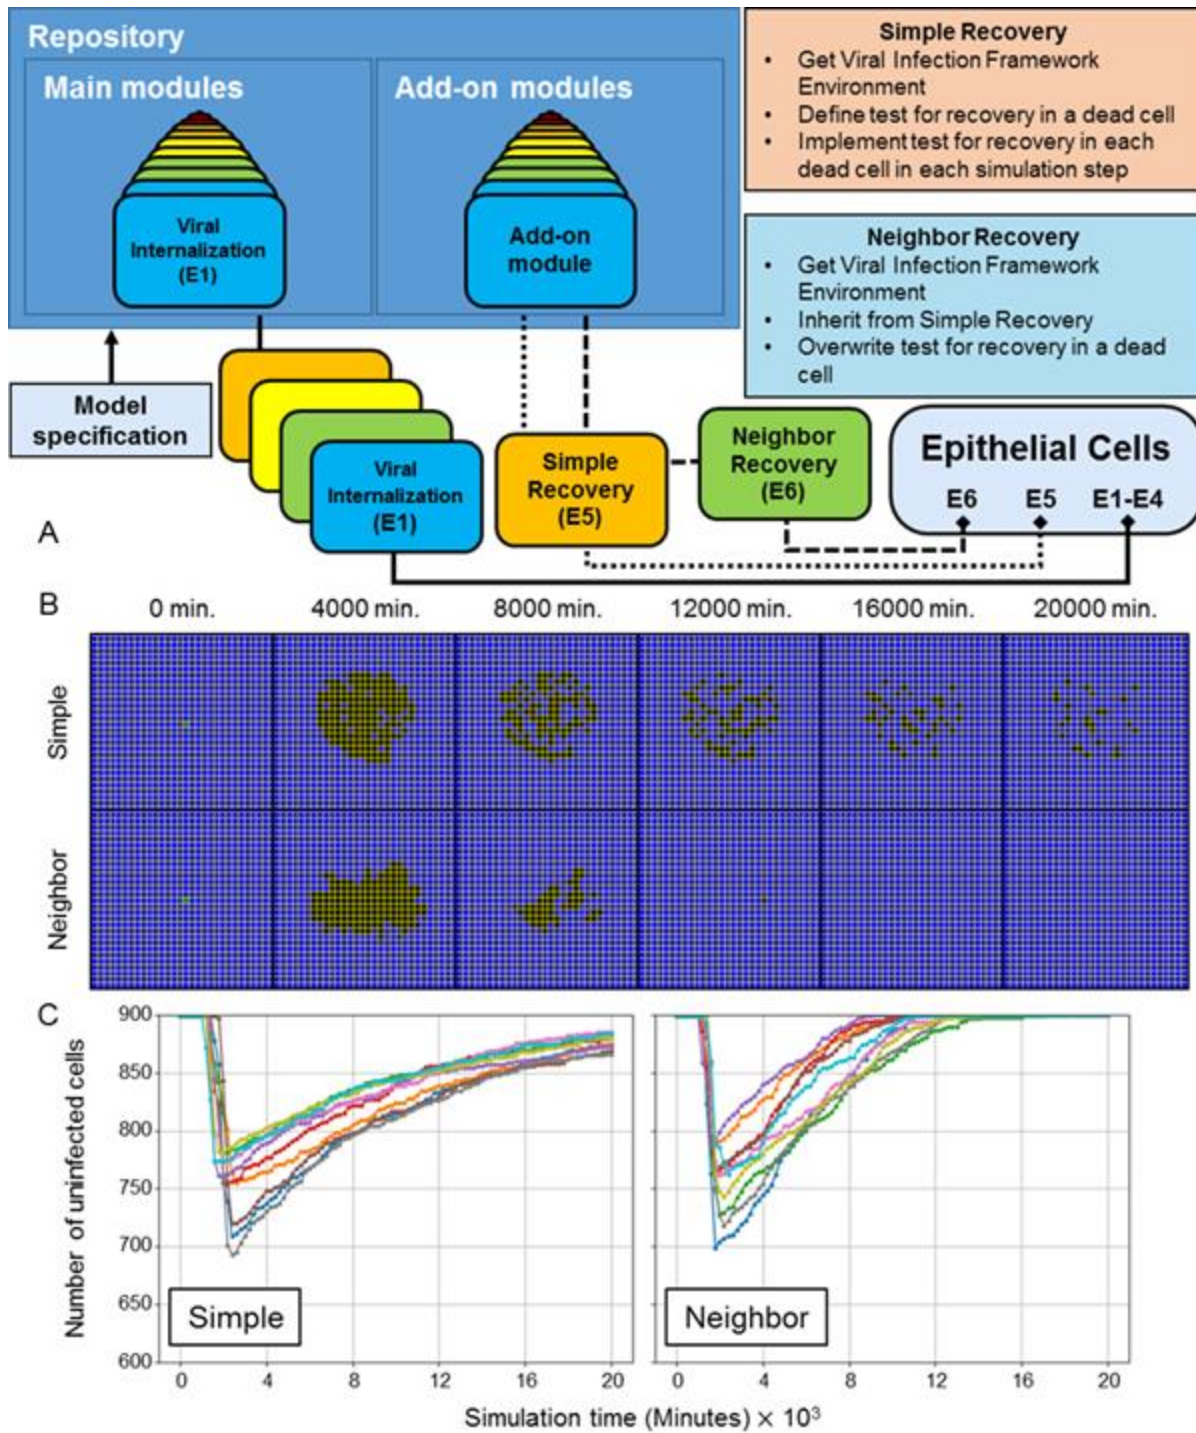 Repository
Main modules
Add-on modules
Viral
Internalization
(E1)
Add-on
module
Simple Recovery
• Get Viral Infection Framework
Environment
• Define test for recovery in a dead cell
• Implement test for recovery in each
dead cell in each simulation step
Neighbor Recovery
• Get Viral Infection Framework
Environment
• Inherit from Simple Recovery
• Overwrite test for recovery in a dead
cell
Model
specification
Viral
Internalization
(E1)
Simple
Recovery
(E5)
Neighbor
Recovery
(E6)
Epithelial Cells
E6 E5 E1-E4
A
B
0 min. 4000 min. 8000 min. 12000 min. 16000 min. 20000 min.
Simple
Neighbor
C
Number of uninfected cells
900
850
800
750
700
650
600
Simple
Neighbor
0 4 8 12 16 20
0 4 8 12 16 20
Simulation time (Minutes) × 10³